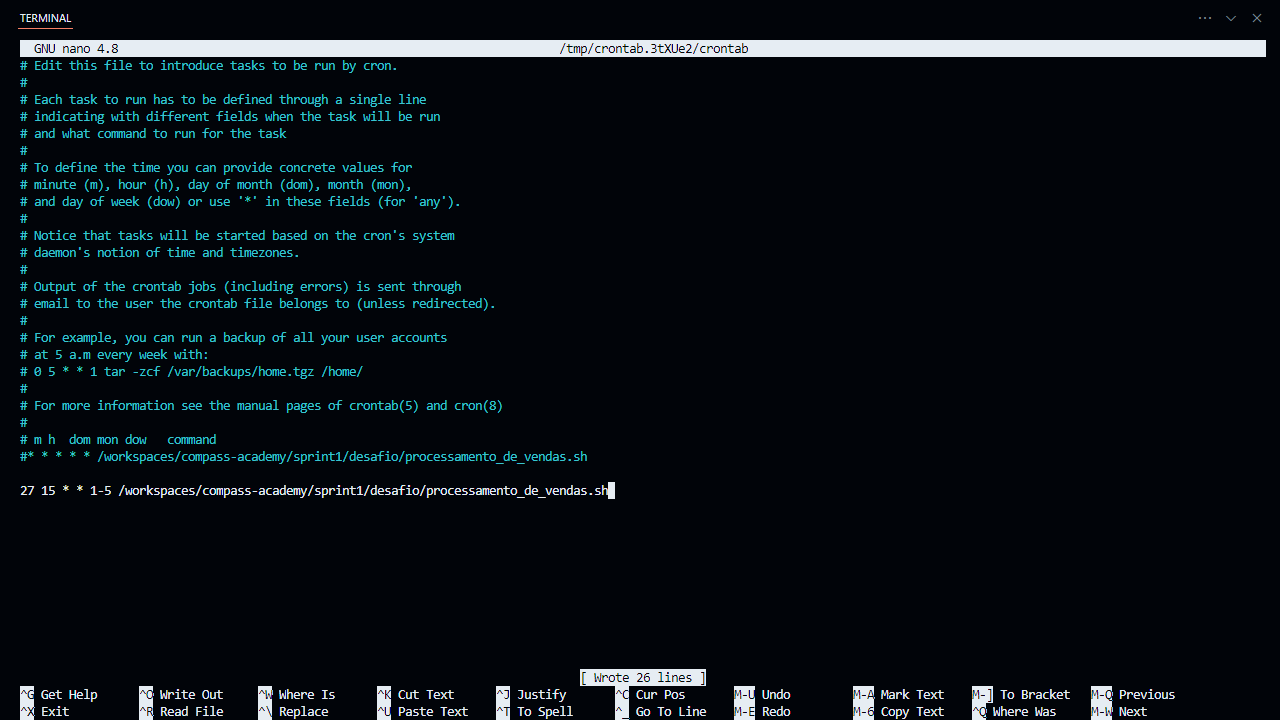 TERMINAL
GNU nano 4.8 /tmp/crontab.3tXUe2/crontab
# Edit this file to introduce tasks to be run by cron.
#
# Each task to run has to be defined through a single line
# indicating with different fields when the task will be run
# and what command to run for the task
#
# To define the time you can provide concrete values for
# minute (m), hour (h), day of month (dom), month (mon),
# and day of week (dow) or use '*' in these fields (for 'any').
#
# Notice that tasks will be started based on the cron's system
# daemon's notion of time and timezones.
#
# Output of the crontab jobs (including errors) is sent through
# email to the user the crontab file belongs to (unless redirected).
#
# For example, you can run a backup of all your user accounts
# at 5 a.m every week with:
# 0 5 * * 1 tar -zcf /var/backups/home.tgz /home/
#
# For more information see the manual pages of crontab(5) and cron(8)
#
# m h  dom mon dow   command
#* * * * * /workspaces/compass-academy/sprint1/desafio/processamento_de_vendas.sh
27 15 * * 1-5 /workspaces/compass-academy/sprint1/desafio/processamento_de_vendas.sh
[ Wrote 26 lines ]
^G Get Help ^O Write Out ^W Where Is ^K Cut Text ^J Justify ^C Cur Pos M-U Undo M-A Mark Text M-] To Bracket M-Q Previous
^X Exit ^R Read File ^\ Replace ^U Paste Text ^T To Spell ^_ Go To Line M-E Redo M-6 Copy Text ^Q Where Was M-W Next